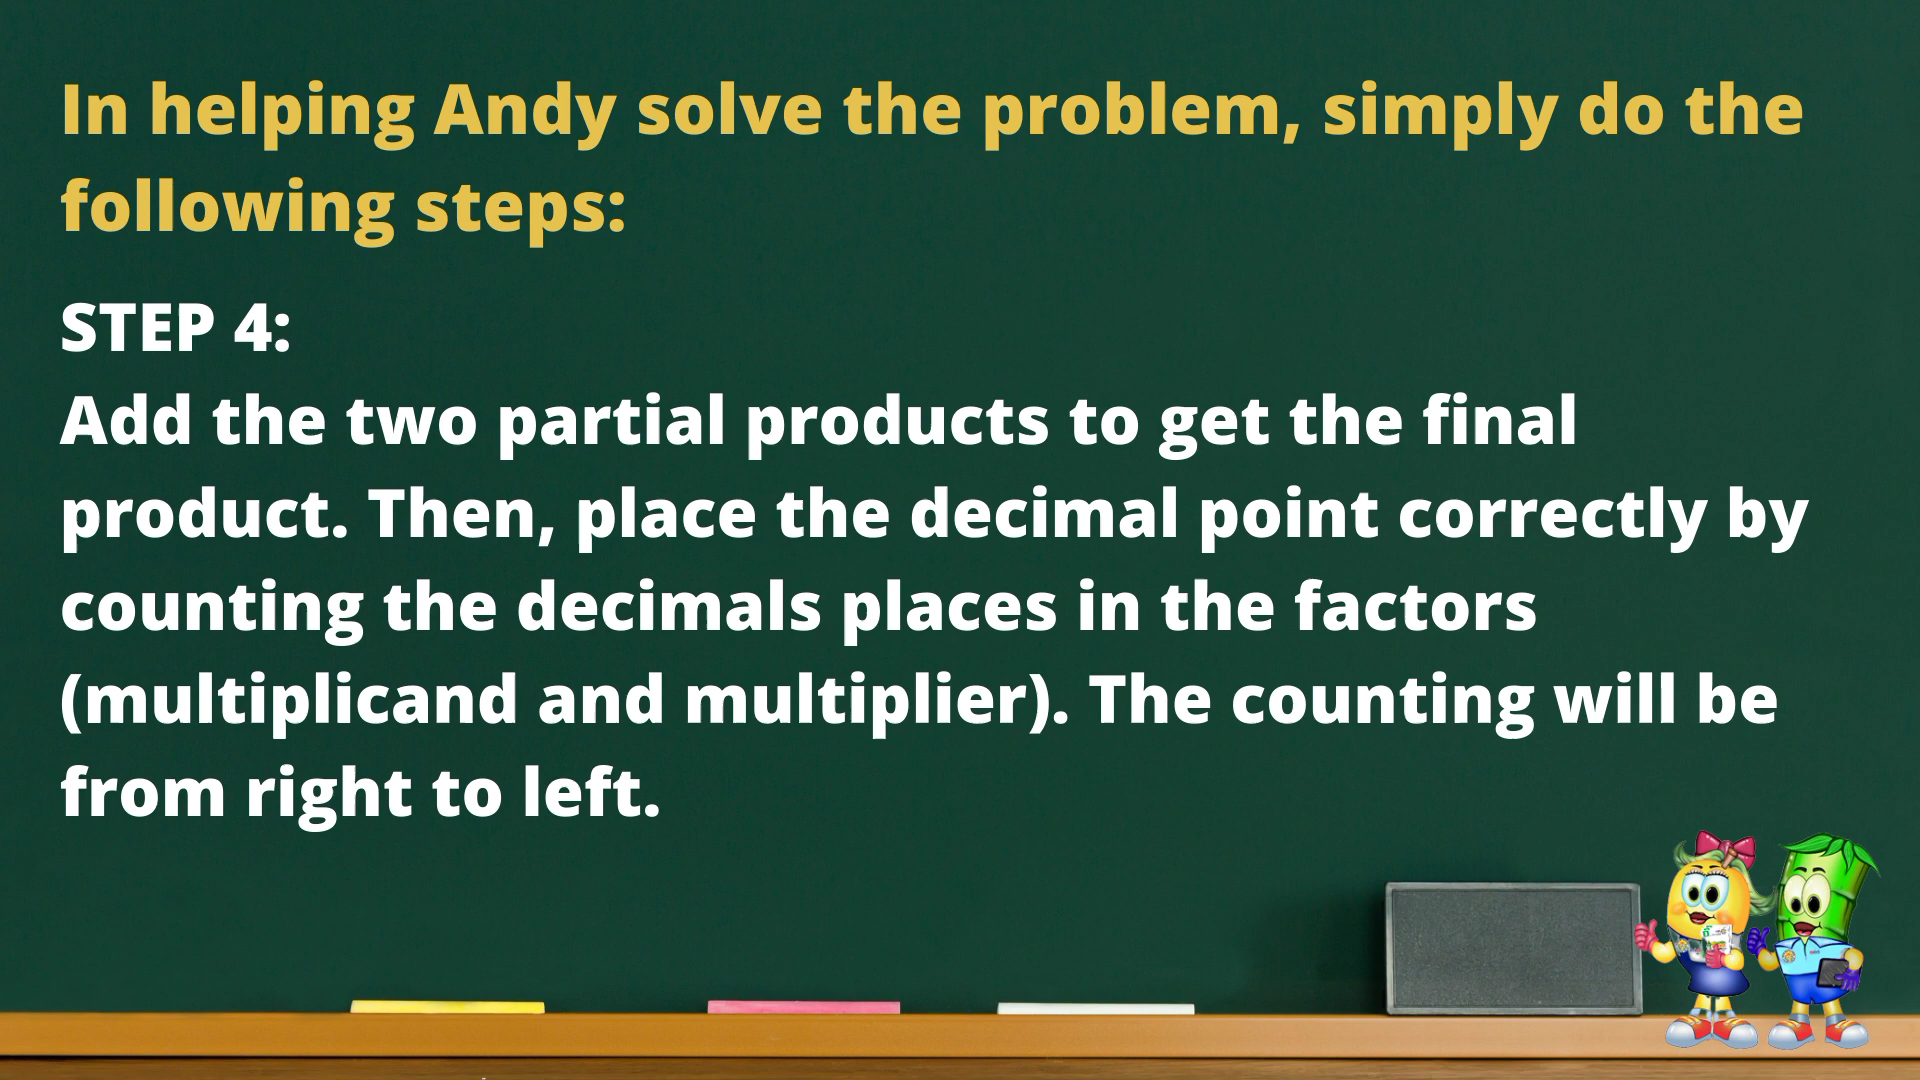 In helping Andy solve the problem, simply do the
following steps:
STEP 4:
Add the two partial products to get the final
product. Then, place the decimal point correctly by
counting the decimals places in the factors
(multiplicand and multiplier). The counting will be
from right to left.